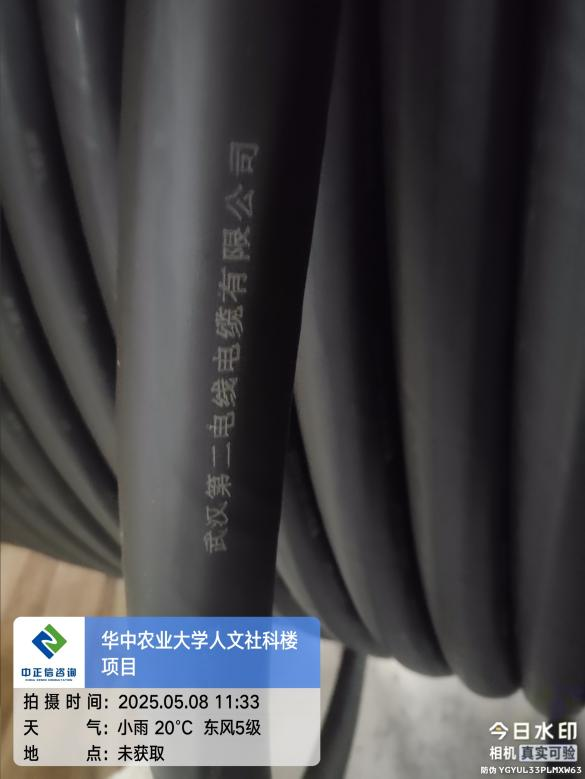 武汉第二电线电缆有限公司
中正信咨询
华中农业大学人文社科楼
项目
拍摄时间: 2025.05.08 11:33
天气: 小雨 20°C 东风5级
地点: 未获取
今日水印
相机 真实可验
防伪 YGYUL33PLMXW63